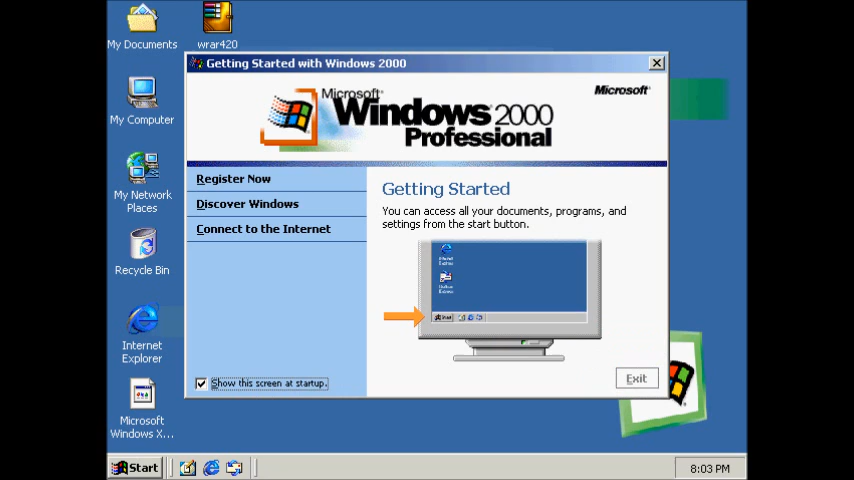 My Documents
wrar420
Getting Started with Windows 2000
My Computer
Microsoft
Windows 2000
Professional
Microsoft
My Network
Places
Register Now
Discover Windows
Connect to the Internet
Getting Started
You can access all your documents, programs, and
settings from the start button.
Recycle Bin
Internet
Explorer
Start
Internet
Explorer
Show this screen at startup.
Exit
Microsoft
Windows X...
Start
8:03 PM